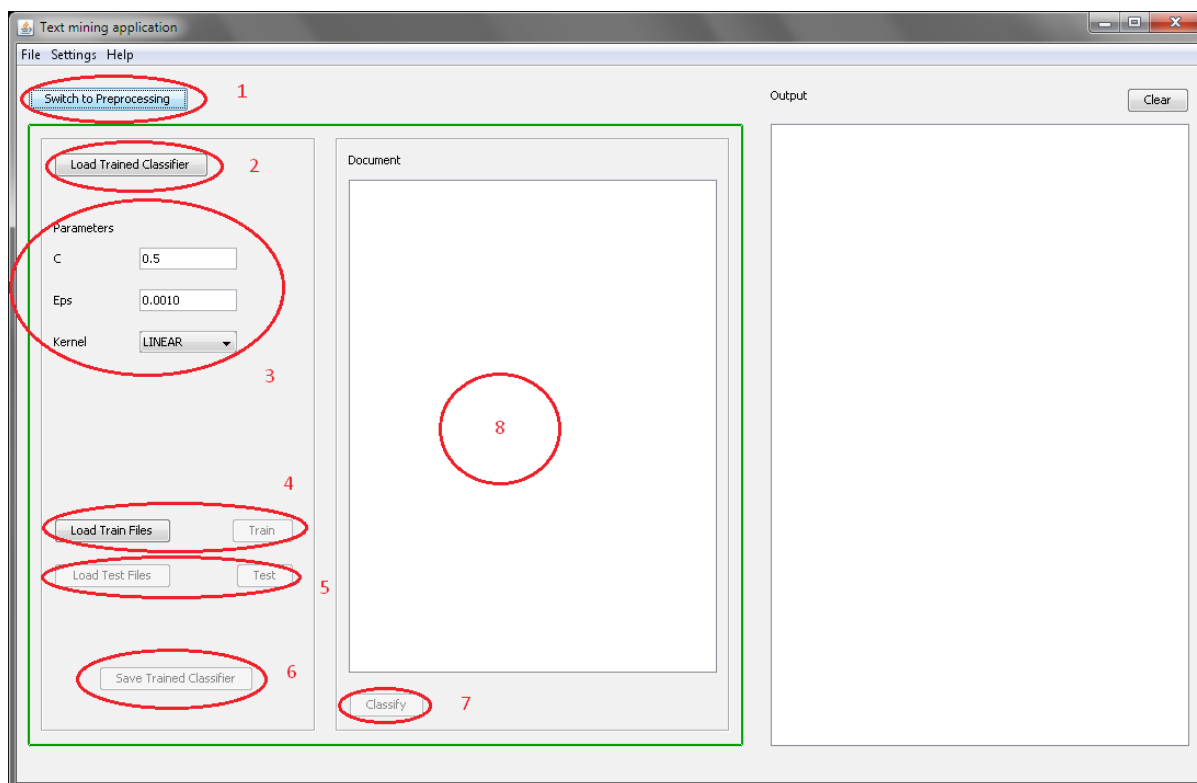 Text mining application
File Settings Help
Switch to Preprocessing
1
Output
Clear
Load Trained Classifier
2
Parameters
C 0.5
Eps 0.0010
Kernel LINEAR
3
4
Load Train Files
Train
Load Test Files
Test
5
Save Trained Classifier
6
Document
8
Classify
7